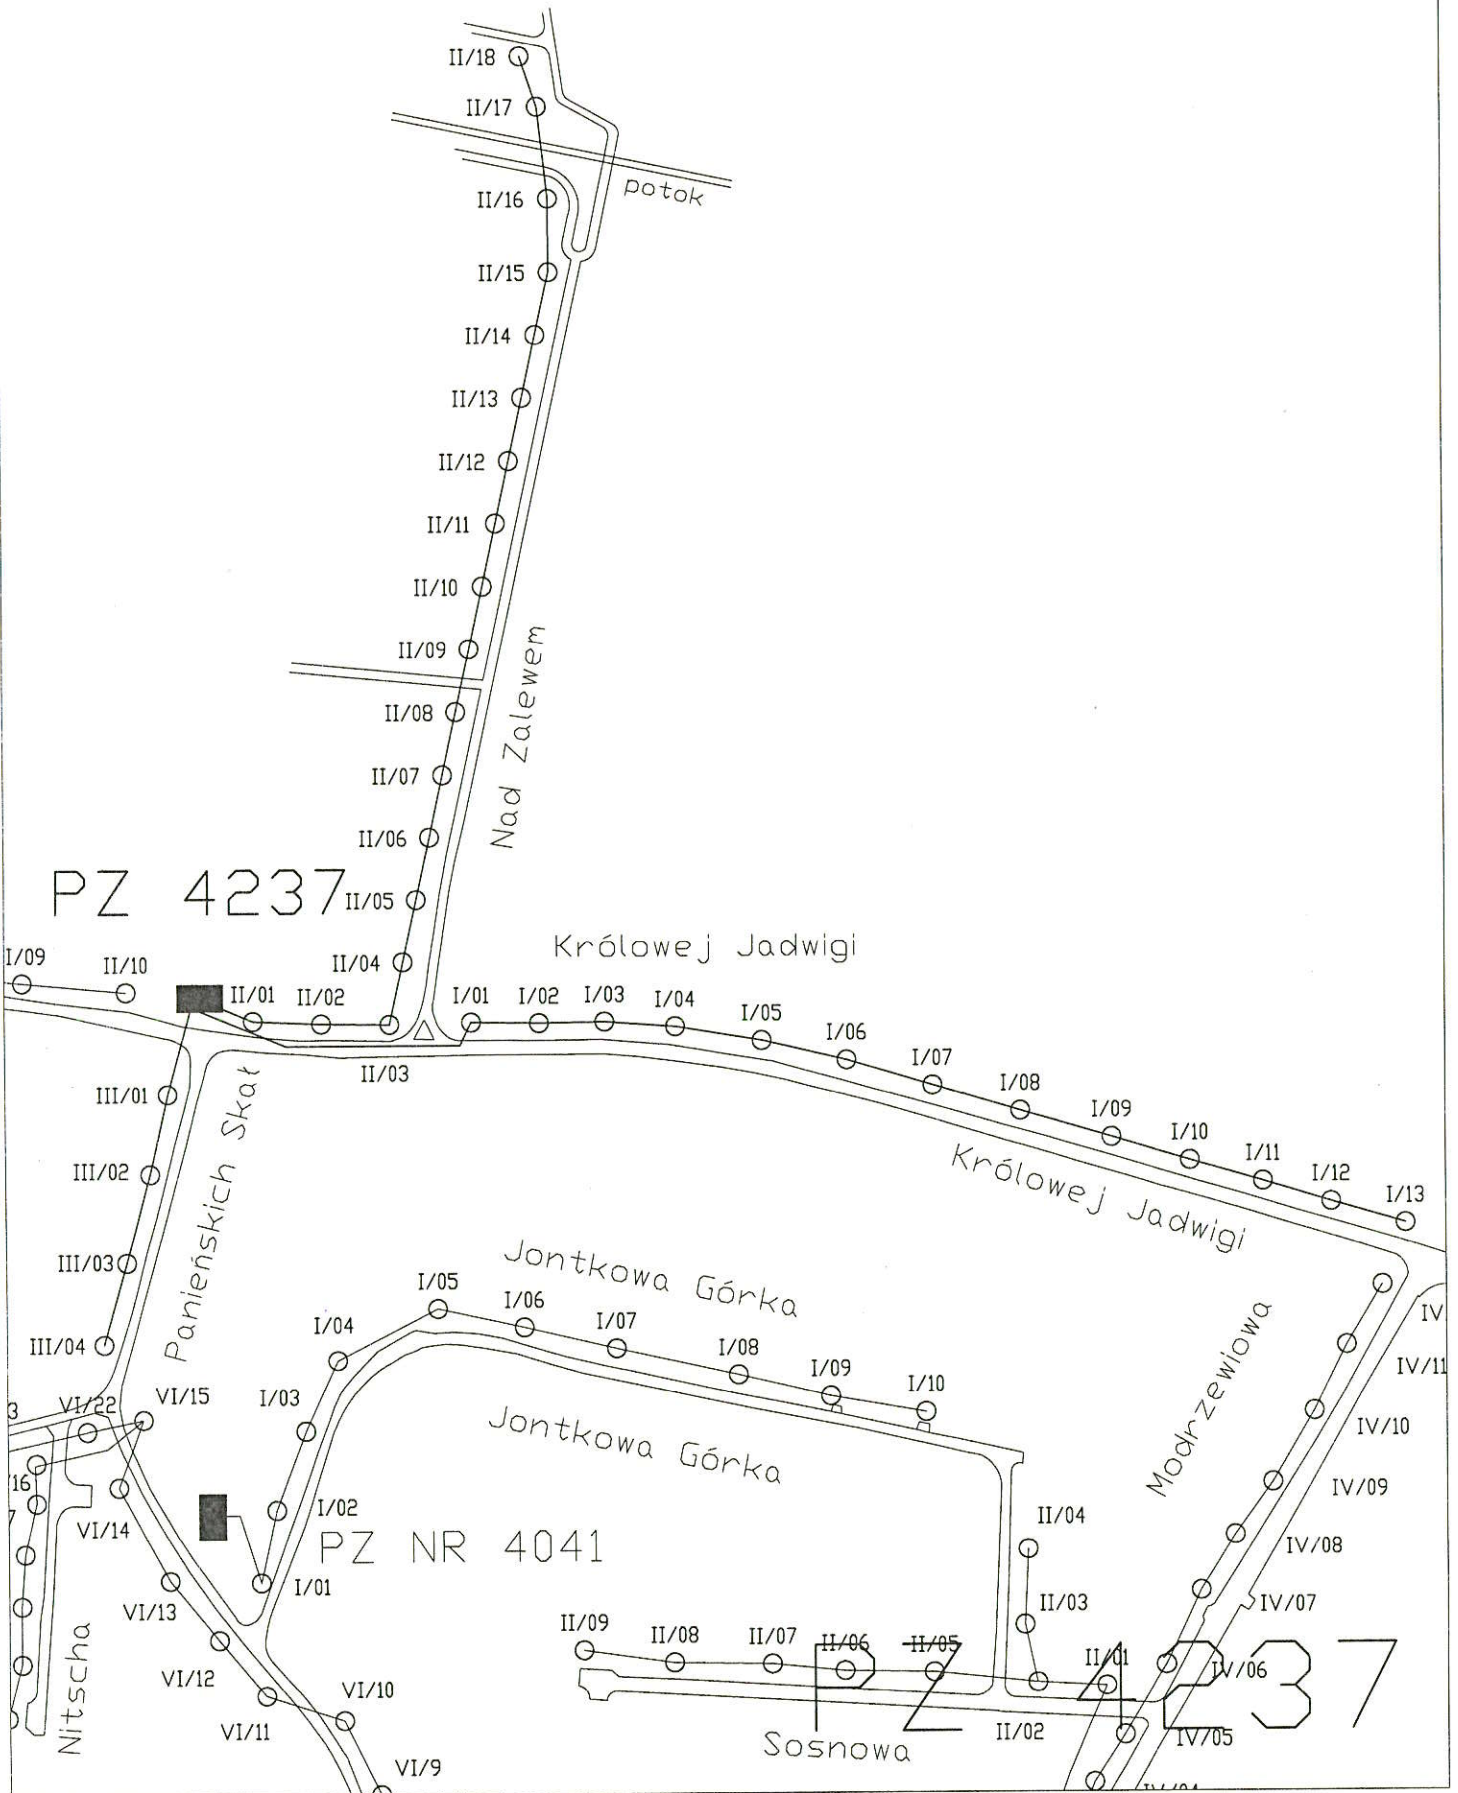 II/18
II/17
potok
II/16
II/15
II/14
II/13
II/12
II/11
II/10
II/09
Nad Zalewem
II/08
II/07
II/06
PZ 4237
II/05
Królowej Jadwigi
I/09
II/10
II/04
II/01
II/02
I/01
I/02
I/03
I/04
I/05
I/06
I/07
I/08
I/09
I/10
I/11
I/12
I/13
II/03
III/01
Panieńskich Skał
III/02
III/03
III/04
Królowej Jadwigi
Jontkowa Górka
I/05
I/06
I/07
I/08
I/09
I/10
I/04
I/03
I/02
I/01
Jontkowa Górka
Modrzewiowa
IV
IV/11
IV/10
IV/09
IV/08
IV/07
IV/06
IV/05
3
VI/22
VI/15
16
7
VI/14
PZ NR 4041
VI/13
VI/12
VI/11
VI/10
VI/9
Nitscha
II/04
II/03
II/09
II/08
II/07
II/06
II/05
II/01
PZ 4237
II/02
Sosnowa